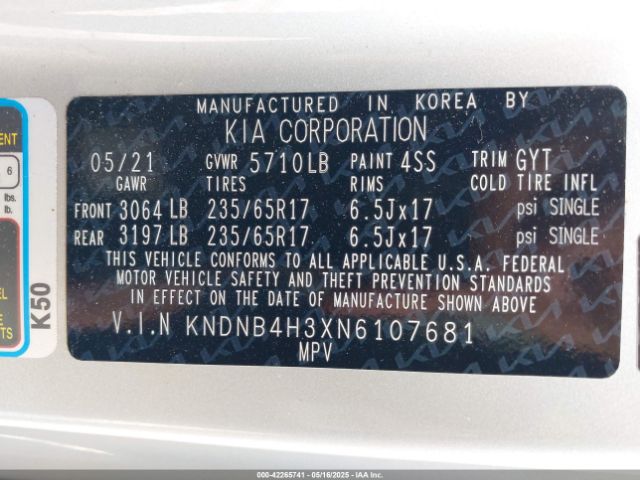 MANUFACTURED IN KOREA BY
KIA CORPORATION
05/21 GVWR 5710LB PAINT 4SS TRIM GYT
GAWR TIRES RIMS COLD TIRE INFL
FRONT 3064 LB 235/65R17 6.5Jx17 psi SINGLE
REAR 3197 LB 235/65R17 6.5Jx17 psi SINGLE
THIS VEHICLE CONFORMS TO ALL APPLICABLE U.S.A. FEDERAL
MOTOR VEHICLE SAFETY AND THEFT PREVENTION STANDARDS
IN EFFECT ON THE DATE OF MANUFACTURE SHOWN ABOVE
V.I.N KNDNB4H3XN6107681
MPV
6
lbs.
lb.
K50
000-42265741 - 05/16/2025 - IAAI Copyright